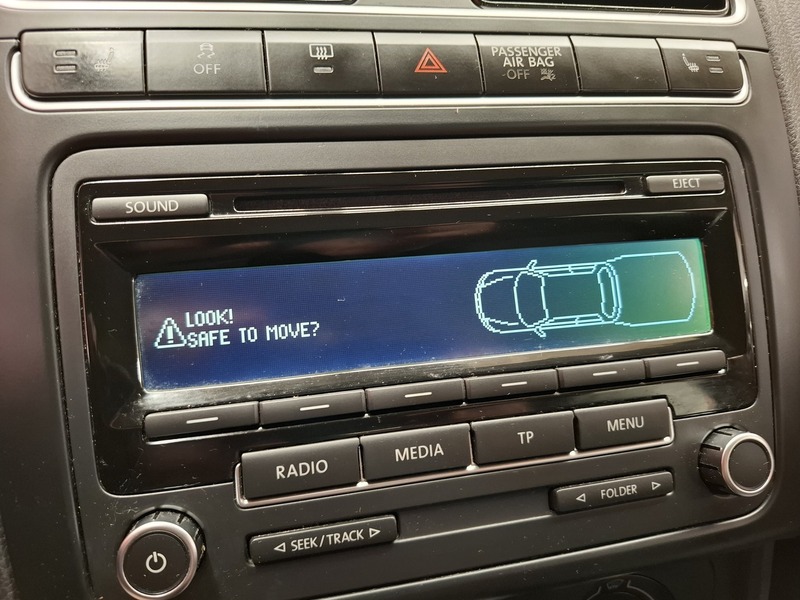 OFF
PASSENGER
AIR BAG
OFF
SOUND
EJECT
LOOK!
SAFE TO MOVE?
RADIO
MEDIA
TP
MENU
SEEK/TRACK
FOLDER